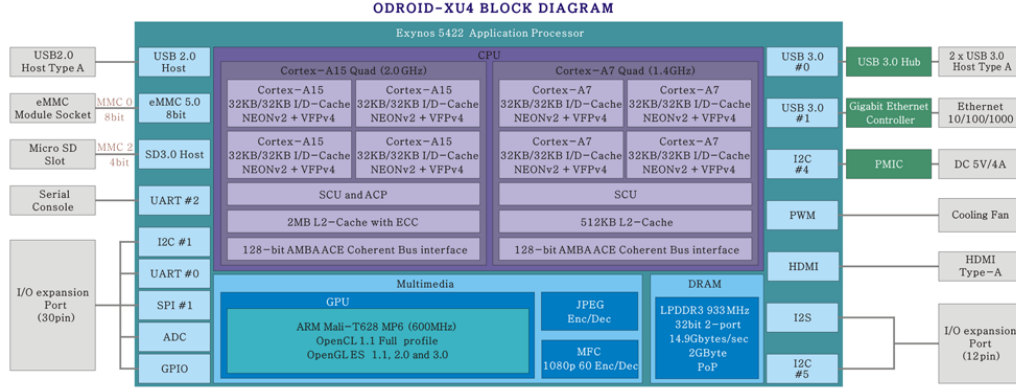 ODROID-XU4 BLOCK DIAGRAM
Exynos 5422 Application Processor
USB2.0
Host Type A
USB 2.0
Host
eMMC
Module Socket
MMC 0
8bit
eMMC 5.0
8bit
Micro SD
Slot
MMC 2
4bit
SD3.0 Host
Serial
Console
UART #2
I/O expansion
Port
(30pin)
I2C #1
UART #0
SPI #1
ADC
GPIO
CPU
Cortex-A15 Quad (2.0GHz)
Cortex-A15
32KB/32KB I/D-Cache
NEONv2 + VFPv4
Cortex-A15
32KB/32KB I/D-Cache
NEONv2 + VFPv4
Cortex-A15
32KB/32KB I/D-Cache
NEONv2 + VFPv4
Cortex-A15
32KB/32KB I/D-Cache
NEONv2 + VFPv4
SCU and ACP
2MB L2-Cache with ECC
128-bit AMBA ACE Coherent Bus interface
Cortex-A7 Quad (1.4GHz)
Cortex-A7
32KB/32KB I/D-Cache
NEONv2 + VFPv4
Cortex-A7
32KB/32KB I/D-Cache
NEONv2 + VFPv4
Cortex-A7
32KB/32KB I/D-Cache
NEONv2 + VFPv4
Cortex-A7
32KB/32KB I/D-Cache
NEONv2 + VFPv4
SCU
512KB L2-Cache
128-bit AMBA ACE Coherent Bus interface
Multimedia
GPU
ARM Mali-T628 MP6 (600MHz)
OpenCL 1.1 Full profile
OpenGLES 1.1, 2.0 and 3.0
JPEG
Enc/Dec
MFC
1080p 60 Enc/Dec
DRAM
LPDDR3 933MHz
32bit 2-port
14.9Gbytes/sec
2GByte
PoP
USB 3.0
#0
USB 3.0 Hub
2 x USB 3.0
Host Type A
USB 3.0
#1
Gigabit Ethernet
Controller
Ethernet
10/100/1000
I2C
#4
PMIC
DC 5V/4A
PWM
Cooling Fan
HDMI
HDMI
Type-A
I2S
I2C
#5
I/O expansion
Port
(12pin)